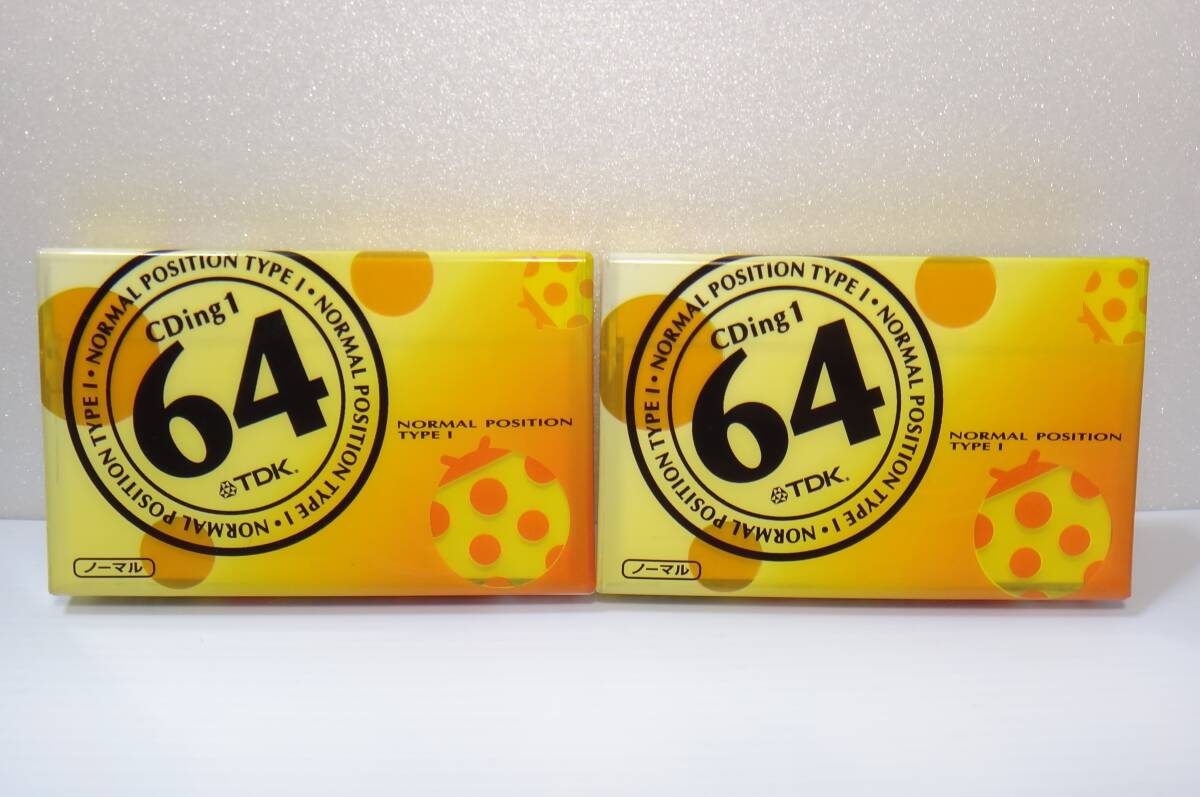 NORMAL POSITION TYPE I • NORMAL POSITION TYPE I • NORMAL POSITION TYPE I •
CDing1
64
TDK
NORMAL POSITION
TYPE I
ノーマル
NORMAL POSITION TYPE I • NORMAL POSITION TYPE I • NORMAL POSITION TYPE I •
CDing1
64
TDK
NORMAL POSITION
TYPE I
ノーマル